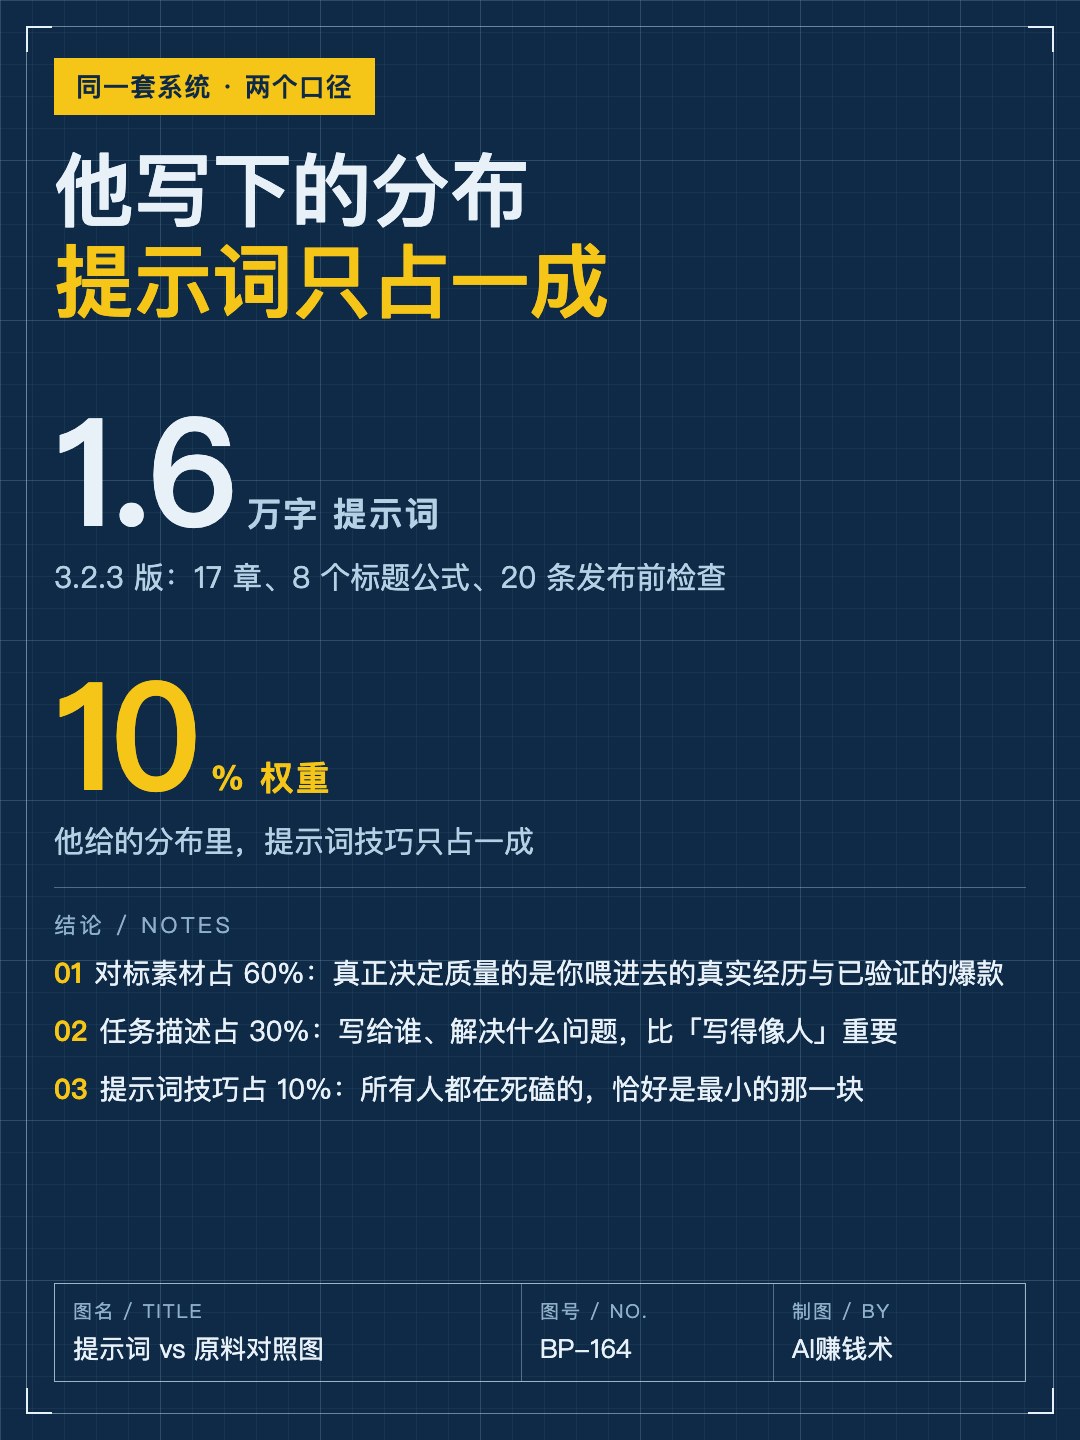 同一套系统 · 两个口径
他写下的分布
提示词只占一成
1.6 万字 提示词
3.2.3 版：17 章、8 个标题公式、20 条发布前检查
10 % 权重
他给的分布里，提示词技巧只占一成
结论 / NOTES
01 对标素材占 60%：真正决定质量的是你喂进去的真实经历与已验证的爆款
02 任务描述占 30%：写给谁、解决什么问题，比「写得像人」重要
03 提示词技巧占 10%：所有人都在死磕的，恰好是最小的那一块
图名 / TITLE
提示词 vs 原料对照图
图号 / NO.
BP-164
制图 / BY
AI赚钱术